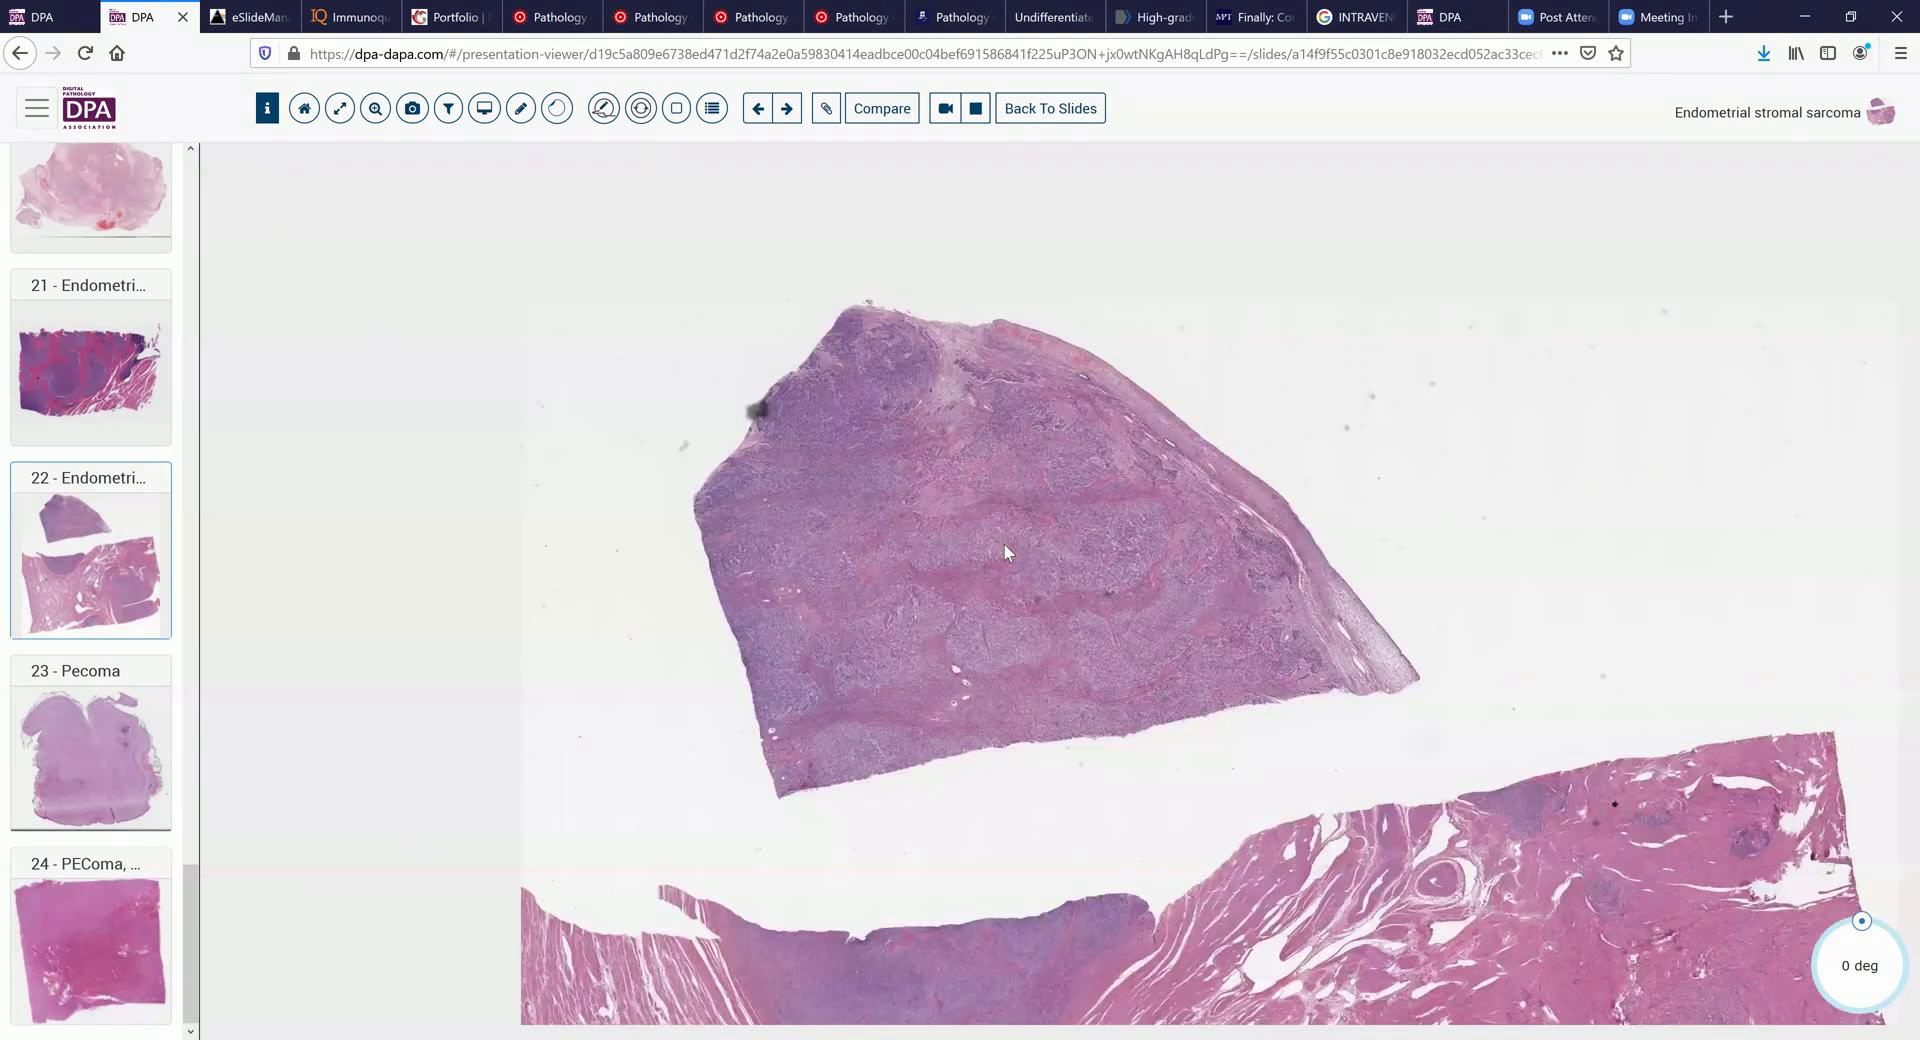 DPA
DPA
eSlideMan
Immunoqu
Portfolio |
Pathology
Pathology
Pathology
Pathology
Pathology
Undifferentiate
High-grad
Finally: Co
INTRAVEN
DPA
Post Atten
Meeting In
https://dpa-dapa.com/#/presentation-viewer/d19c5a809e6738ed471d2f74a2e0a59830414eadbce00c04bef691586841f225uP3ON+jx0wtNKgAH8qLdPg==/slides/a14f9f55c0301c8e918032ecd052ac33cec
DIGITAL
PATHOLOGY
DPA
ASSOCIATION
Compare
Back To Slides
Endometrial stromal sarcoma
21 - Endometri...
22 - Endometri...
23 - Pecoma
24 - PEComa, ...
0 deg